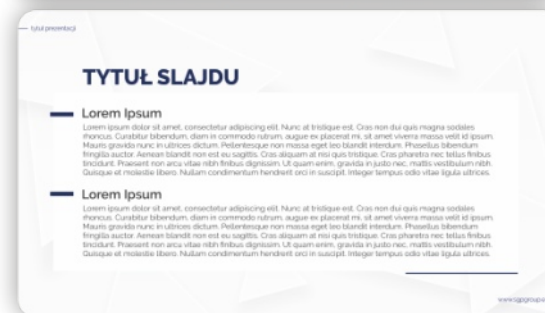 tytuł prezentacji
TYTUŁ SLAJDU
Lorem Ipsum
Lorem ipsum dolor sit amet, consectetur adipiscing elit. Nunc at tristique est. Cras non dui quis magna sodales
rhoncus. Curabitur bibendum, diam in commodo rutrum, augue ex placerat mi, sit amet viverra massa velit id ipsum.
Mauris gravida nunc in ultrices dictum. Pellentesque non massa eget leo blandit interdum. Phasellus bibendum
fringilla auctor. Aenean blandit non est eu sagittis. Cras aliquam at nisi quis tristique. Cras pharetra nec tellus finibus
tincidunt. Praesent non arcu vitae nibh finibus dignissim. Ut quam enim, gravida in justo nec, mattis vestibulum nibh.
Quisque et molestie libero. Nullam condimentum hendrerit orci in suscipit. Integer tempus odio vitae ligula ultrices.
Lorem Ipsum
Lorem ipsum dolor sit amet, consectetur adipiscing elit. Nunc at tristique est. Cras non dui quis magna sodales
rhoncus. Curabitur bibendum, diam in commodo rutrum, augue ex placerat mi, sit amet viverra massa velit id ipsum.
Mauris gravida nunc in ultrices dictum. Pellentesque non massa eget leo blandit interdum. Phasellus bibendum
fringilla auctor. Aenean blandit non est eu sagittis. Cras aliquam at nisi quis tristique. Cras pharetra nec tellus finibus
tincidunt. Praesent non arcu vitae nibh finibus dignissim. Ut quam enim, gravida in justo nec, mattis vestibulum nibh.
Quisque et molestie libero. Nullam condimentum hendrerit orci in suscipit. Integer tempus odio vitae ligula ultrices.